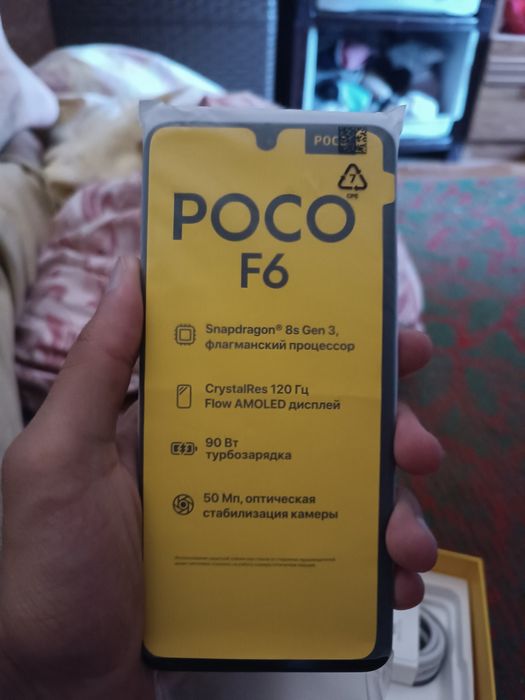 POCO
7
CPE
POCO
F6
Snapdragon® 8s Gen 3,
флагманский процессор
CrystalRes 120 Гц
Flow AMOLED дисплей
90 Вт
турбозарядка
50 Мп, оптическая
стабилизация камеры